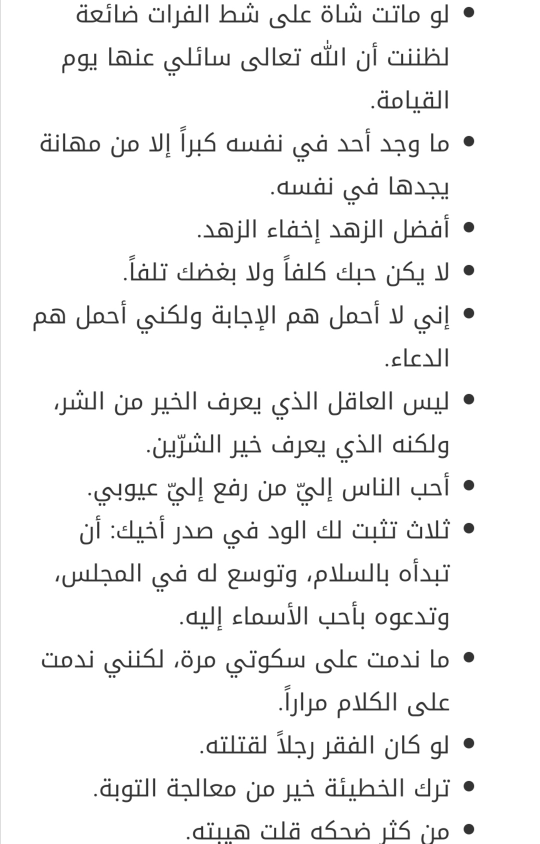 • لو ماتت شاة على شط الفرات ضائعة
لظننت أن الله تعالى سائلي عنها يوم
القيامة.
• ما وجد أحد في نفسه كبراً إلا من مهانة
يجدها في نفسه.
• أفضل الزهد إخفاء الزهد.
• لا يكن حبك كلفاً ولا بغضك تلفاً.
• إني لا أحمل هم الإجابة ولكني أحمل هم
الدعاء.
• ليس العاقل الذي يعرف الخير من الشر،
ولكنه الذي يعرف خير الشرّين.
• أحب الناس إليّ من رفع إليّ عيوبي.
• ثلاث تثبت لك الود في صدر أخيك: أن
تبدأه بالسلام، وتوسع له في المجلس،
وتدعوه بأحب الأسماء إليه.
• ما ندمت على سكوتي مرة، لكنني ندمت
على الكلام مراراً.
• لو كان الفقر رجلاً لقتلته.
• ترك الخطيئة خير من معالجة التوبة.
• من كثر ضحكه قلت هيبته.